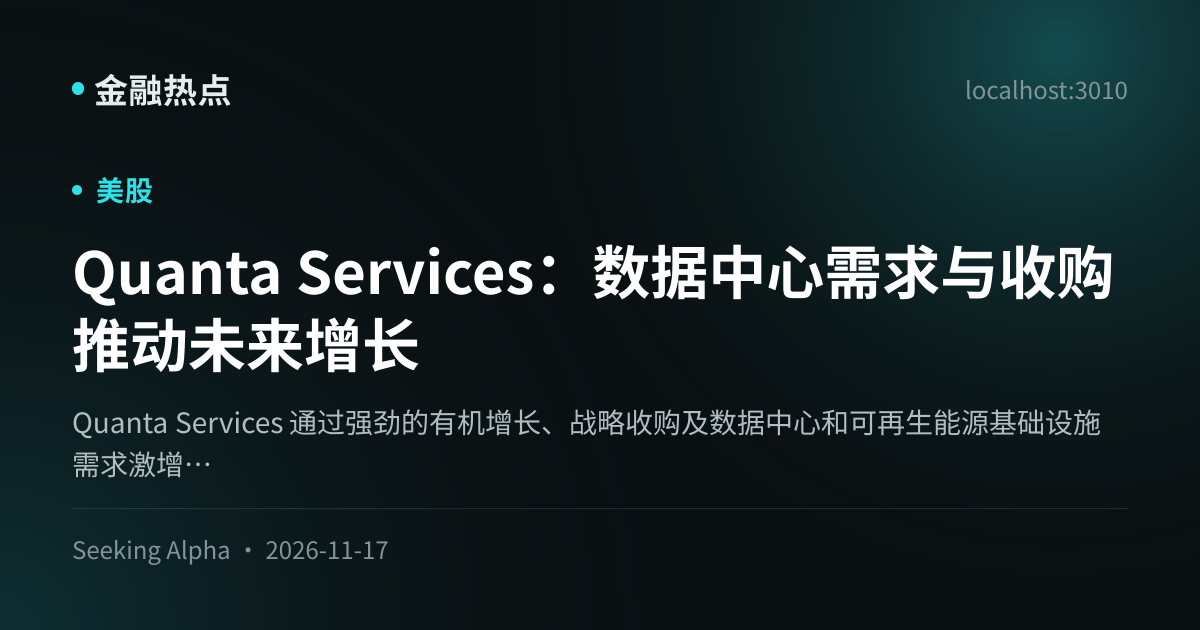 金融热点
localhost:3010
美股
Quanta Services：数据中心需求与收购
推动未来增长
Quanta Services 通过强劲的有机增长、战略收购及数据中心和可再生能源基础设施
需求激增…
Seeking Alpha · 2026-11-17